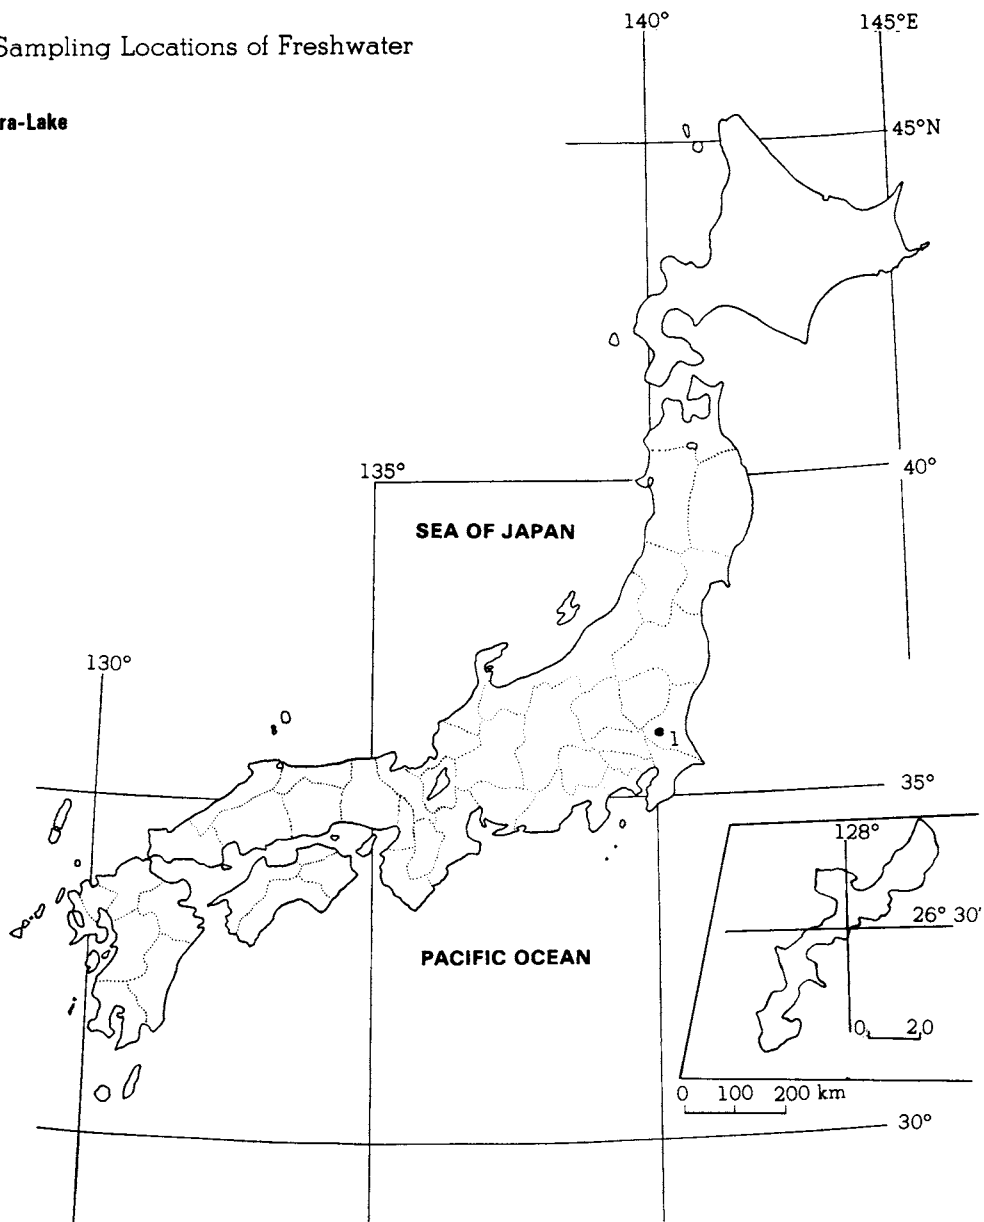 140°
145°E
Sampling Locations of Freshwater
ra-Lake
45°N
40°
135°
SEA OF JAPAN
130°
1
35°
128°
26° 30'
PACIFIC OCEAN
0 20
0 100 200 km
30°